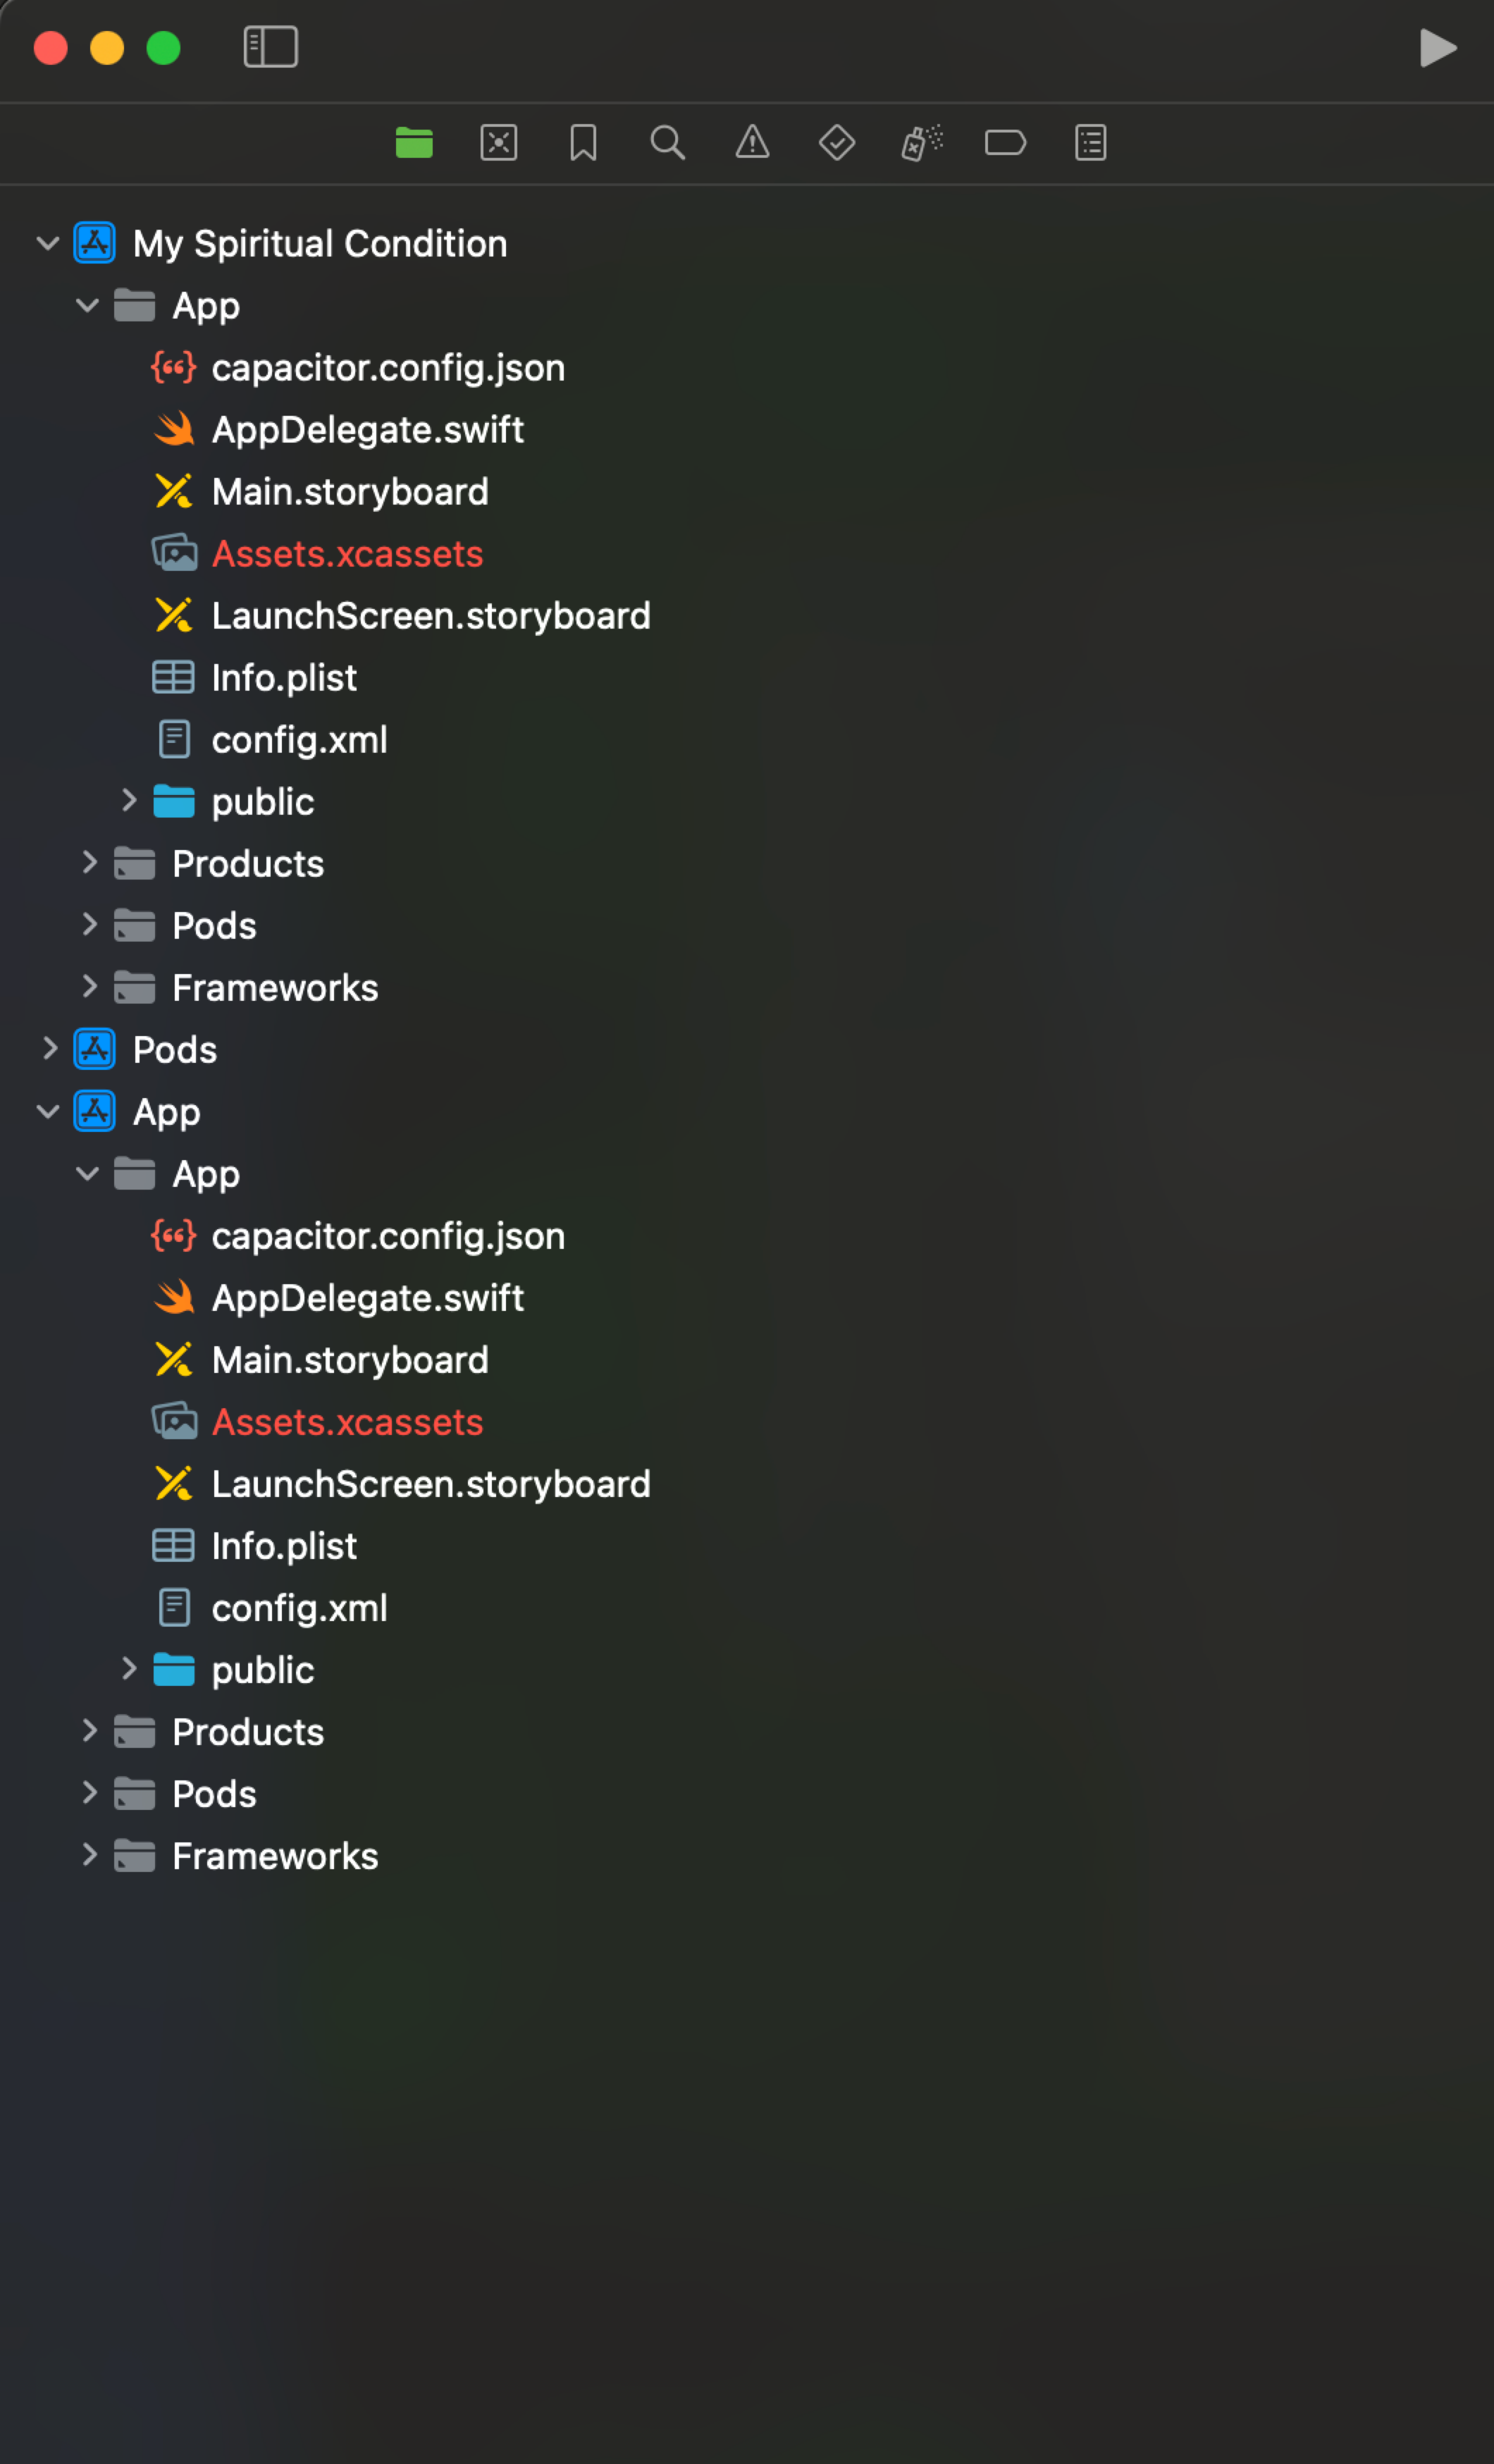 My Spiritual Condition
App
capacitor.config.json
AppDelegate.swift
Main.storyboard
Assets.xcassets
LaunchScreen.storyboard
Info.plist
config.xml
public
Products
Pods
Frameworks
Pods
App
App
capacitor.config.json
AppDelegate.swift
Main.storyboard
Assets.xcassets
LaunchScreen.storyboard
Info.plist
config.xml
public
Products
Pods
Frameworks